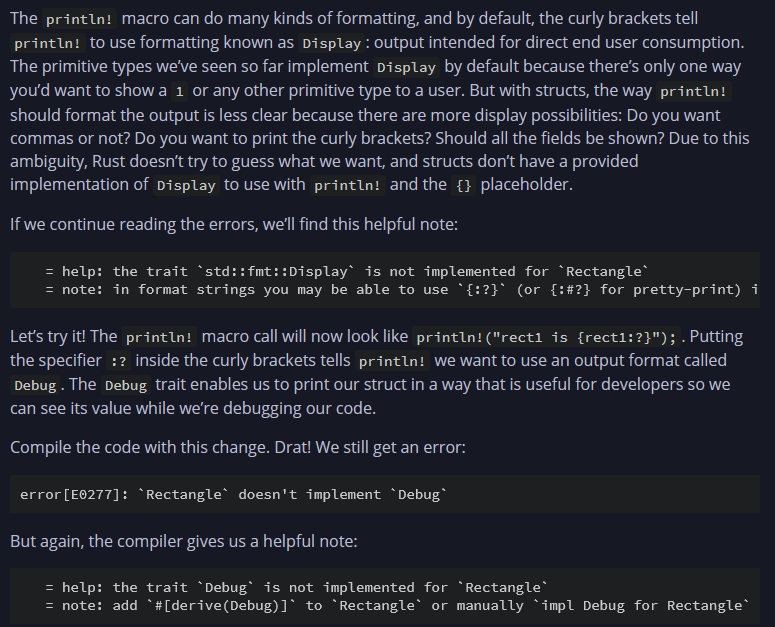 The println! macro can do many kinds of formatting, and by default, the curly brackets tell
println! to use formatting known as Display: output intended for direct end user consumption.
The primitive types we’ve seen so far implement Display by default because there’s only one way
you’d want to show a 1 or any other primitive type to a user. But with structs, the way println!
should format the output is less clear because there are more display possibilities: Do you want
commas or not? Do you want to print the curly brackets? Should all the fields be shown? Due to this
ambiguity, Rust doesn’t try to guess what we want, and structs don’t have a provided
implementation of Display to use with println! and the {} placeholder.
If we continue reading the errors, we’ll find this helpful note:
= help: the trait `std::fmt::Display` is not implemented for `Rectangle`
= note: in format strings you may be able to use `{:?}` (or {:#?} for pretty-print) i
Let’s try it! The println! macro call will now look like println!("rect1 is {rect1:?}");. Putting
the specifier :? inside the curly brackets tells println! we want to use an output format called
Debug. The Debug trait enables us to print our struct in a way that is useful for developers so we
can see its value while we’re debugging our code.
Compile the code with this change. Drat! We still get an error:
error[E0277]: `Rectangle` doesn't implement `Debug`
But again, the compiler gives us a helpful note:
= help: the trait `Debug` is not implemented for `Rectangle`
= note: add `#[derive(Debug)]` to `Rectangle` or manually `impl Debug for Rectangle`